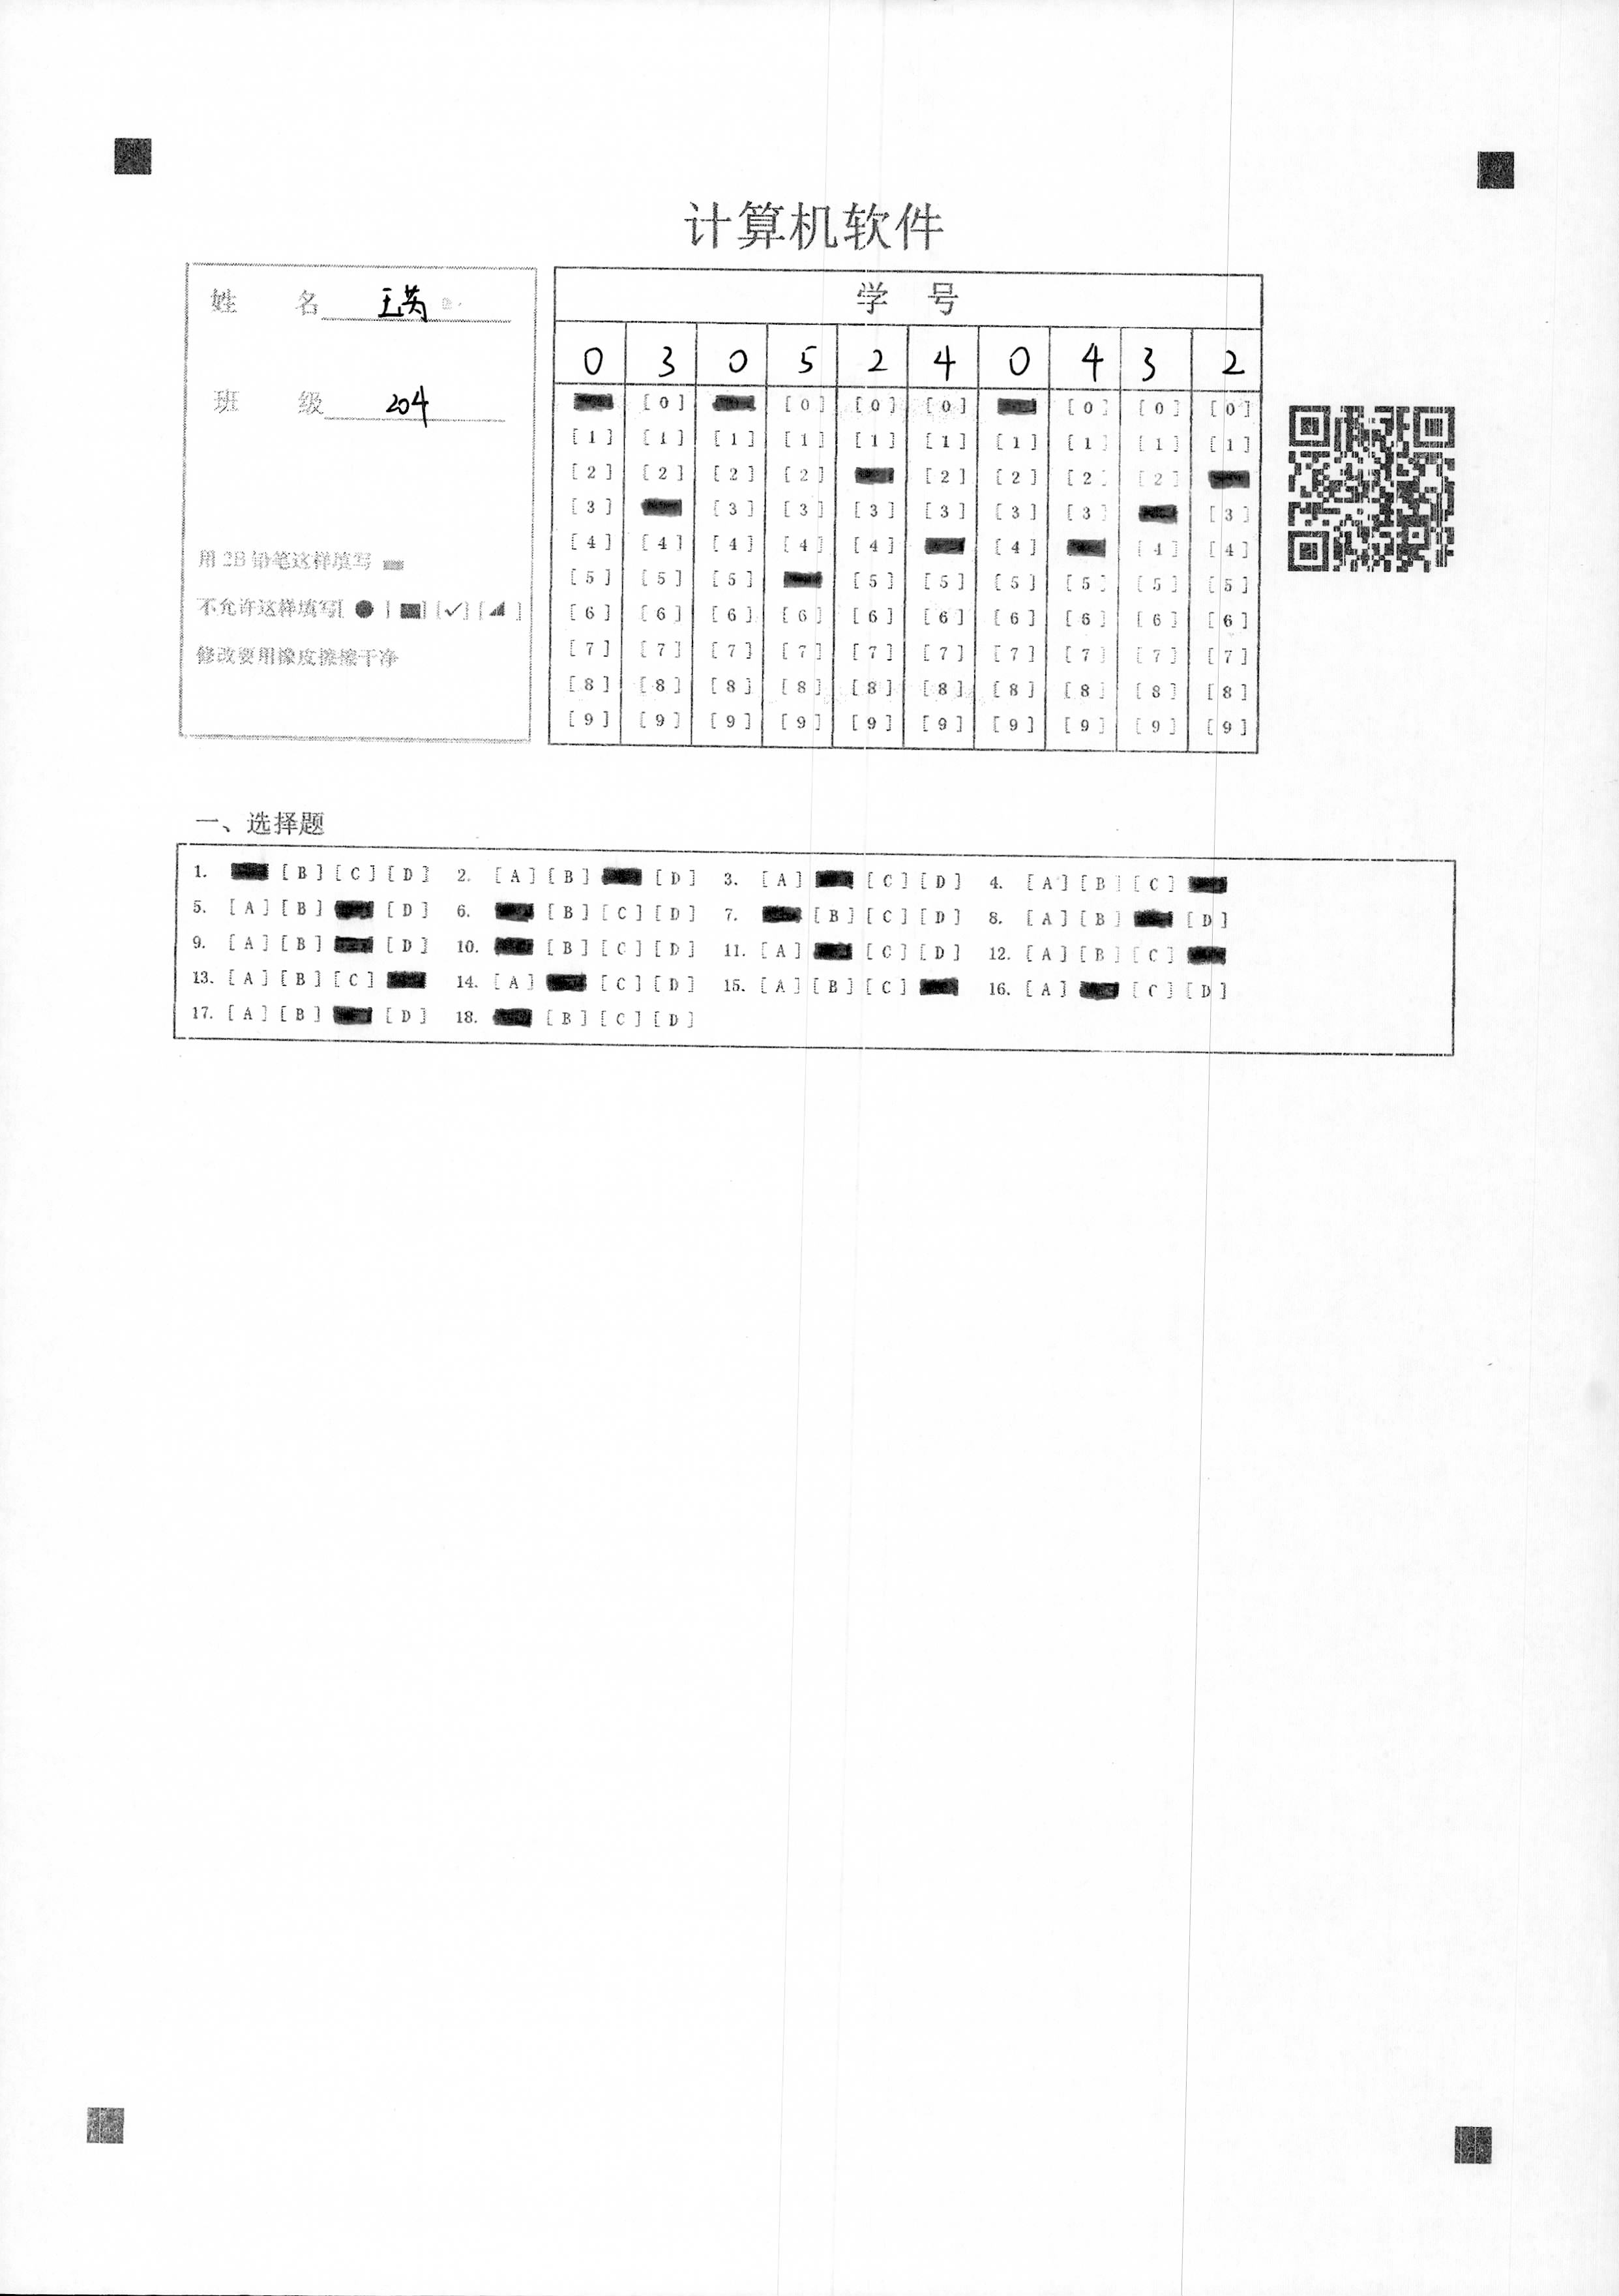 计算机软件
姓 名 王英
班 级 204
用2B铅笔这样填写
不允许这样填写[ ● ] [■] [✓] [◢ ]
修改要用橡皮擦擦干净
学 号
0 3 0 5 2 4 0 4 3 2
[0] [0] [0] [0] [0] [0] [0]
[1] [1] [1] [1] [1] [1] [1] [1] [1] [1]
[2] [2] [2] [2] [2] [2] [2] [2]
[3] [3] [3] [3] [3] [3] [3] [3]
[4] [4] [4] [4] [4] [4] [4] [4]
[5] [5] [5] [5] [5] [5] [5] [5] [5]
[6] [6] [6] [6] [6] [6] [6] [6] [6] [6]
[7] [7] [7] [7] [7] [7] [7] [7] [7] [7]
[8] [8] [8] [8] [8] [8] [8] [8] [8] [8]
[9] [9] [9] [9] [9] [9] [9] [9] [9] [9]
一、选择题
1. [B] [C] [D] 2. [A] [B] [D] 3. [A] [C] [D] 4. [A] [B] [C]
5. [A] [B] [D] 6. [B] [C] [D] 7. [B] [C] [D] 8. [A] [B] [D]
9. [A] [B] [D] 10. [B] [C] [D] 11. [A] [C] [D] 12. [A] [B] [C]
13. [A] [B] [C] 14. [A] [C] [D] 15. [A] [B] [C] 16. [A] [C] [D]
17. [A] [B] [D] 18. [B] [C] [D]